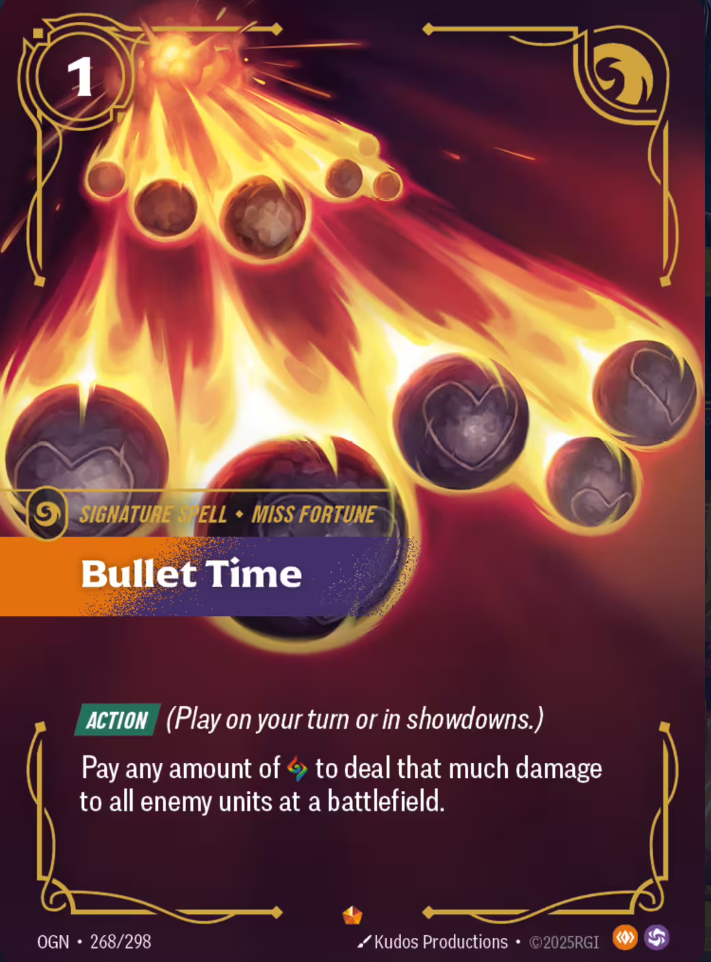 1
SIGNATURE SPELL • MISS FORTUNE
Bullet Time
ACTION (Play on your turn or in showdowns.)
Pay any amount of to deal that much damage
to all enemy units at a battlefield.
OGN • 268/298 Kudos Productions • ©2025RGI